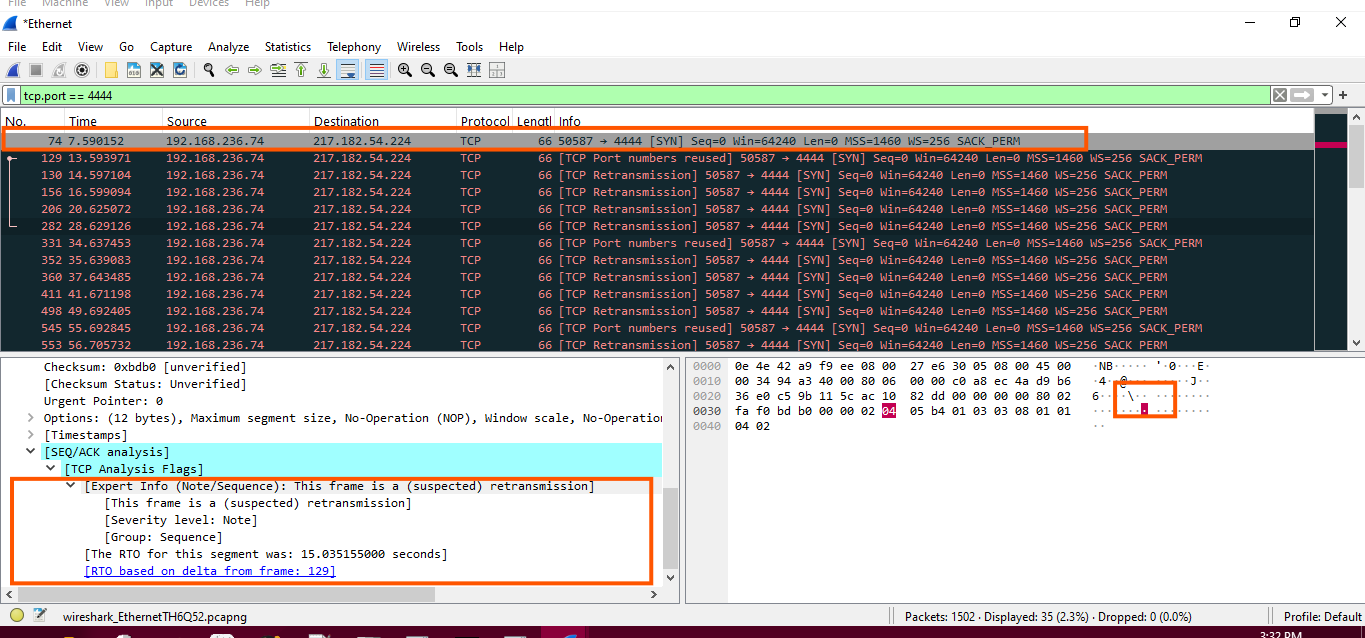 File Machine View Input Devices Help
*Ethernet
File Edit View Go Capture Analyze Statistics Telephony Wireless Tools Help
tcp.port == 4444
No. Time Source Destination Protocol Lengtl Info
74 7.590152 192.168.236.74 217.182.54.224 TCP 66 50587 → 4444 [SYN] Seq=0 Win=64240 Len=0 MSS=1460 WS=256 SACK_PERM
129 13.593971 192.168.236.74 217.182.54.224 TCP 66 [TCP Port numbers reused] 50587 → 4444 [SYN] Seq=0 Win=64240 Len=0 MSS=1460 WS=256 SACK_PERM
130 14.597104 192.168.236.74 217.182.54.224 TCP 66 [TCP Retransmission] 50587 → 4444 [SYN] Seq=0 Win=64240 Len=0 MSS=1460 WS=256 SACK_PERM
156 16.599094 192.168.236.74 217.182.54.224 TCP 66 [TCP Retransmission] 50587 → 4444 [SYN] Seq=0 Win=64240 Len=0 MSS=1460 WS=256 SACK_PERM
206 20.625072 192.168.236.74 217.182.54.224 TCP 66 [TCP Retransmission] 50587 → 4444 [SYN] Seq=0 Win=64240 Len=0 MSS=1460 WS=256 SACK_PERM
282 28.629126 192.168.236.74 217.182.54.224 TCP 66 [TCP Retransmission] 50587 → 4444 [SYN] Seq=0 Win=64240 Len=0 MSS=1460 WS=256 SACK_PERM
331 34.637453 192.168.236.74 217.182.54.224 TCP 66 [TCP Port numbers reused] 50587 → 4444 [SYN] Seq=0 Win=64240 Len=0 MSS=1460 WS=256 SACK_PERM
352 35.639083 192.168.236.74 217.182.54.224 TCP 66 [TCP Retransmission] 50587 → 4444 [SYN] Seq=0 Win=64240 Len=0 MSS=1460 WS=256 SACK_PERM
360 37.643485 192.168.236.74 217.182.54.224 TCP 66 [TCP Retransmission] 50587 → 4444 [SYN] Seq=0 Win=64240 Len=0 MSS=1460 WS=256 SACK_PERM
411 41.671198 192.168.236.74 217.182.54.224 TCP 66 [TCP Retransmission] 50587 → 4444 [SYN] Seq=0 Win=64240 Len=0 MSS=1460 WS=256 SACK_PERM
498 49.692405 192.168.236.74 217.182.54.224 TCP 66 [TCP Retransmission] 50587 → 4444 [SYN] Seq=0 Win=64240 Len=0 MSS=1460 WS=256 SACK_PERM
545 55.692845 192.168.236.74 217.182.54.224 TCP 66 [TCP Port numbers reused] 50587 → 4444 [SYN] Seq=0 Win=64240 Len=0 MSS=1460 WS=256 SACK_PERM
553 56.705732 192.168.236.74 217.182.54.224 TCP 66 [TCP Retransmission] 50587 → 4444 [SYN] Seq=0 Win=64240 Len=0 MSS=1460 WS=256 SACK_PERM
Checksum: 0xbdb0 [unverified]
[Checksum Status: Unverified]
Urgent Pointer: 0
Options: (12 bytes), Maximum segment size, No-Operation (NOP), Window scale, No-Operatio
[Timestamps]
[SEQ/ACK analysis]
[TCP Analysis Flags]
[Expert Info (Note/Sequence): This frame is a (suspected) retransmission]
[This frame is a (suspected) retransmission]
[Severity level: Note]
[Group: Sequence]
[The RTO for this segment was: 15.035155000 seconds]
[RTO based on delta from frame: 129]
0000 0e 4e 42 a9 f9 ee 08 00 27 e6 30 05 08 00 45 00 ·NB····· '·0···E·
0010 00 34 94 a3 40 00 80 06 00 00 c0 a8 ec 4a d9 b6 ·4··@··· ·····J··
0020 36 e0 c5 9b 11 5c ac 10 82 dd 00 00 00 00 80 02 6····\·· ········
0030 fa f0 bd b0 00 00 02 04 05 b4 01 03 03 08 01 01 ········ ········
0040 04 02 ··
wireshark_EthernetTH6Q52.pcapng
Packets: 1502 · Displayed: 35 (2.3%) · Dropped: 0 (0.0%)
Profile: Default
3:32 PM